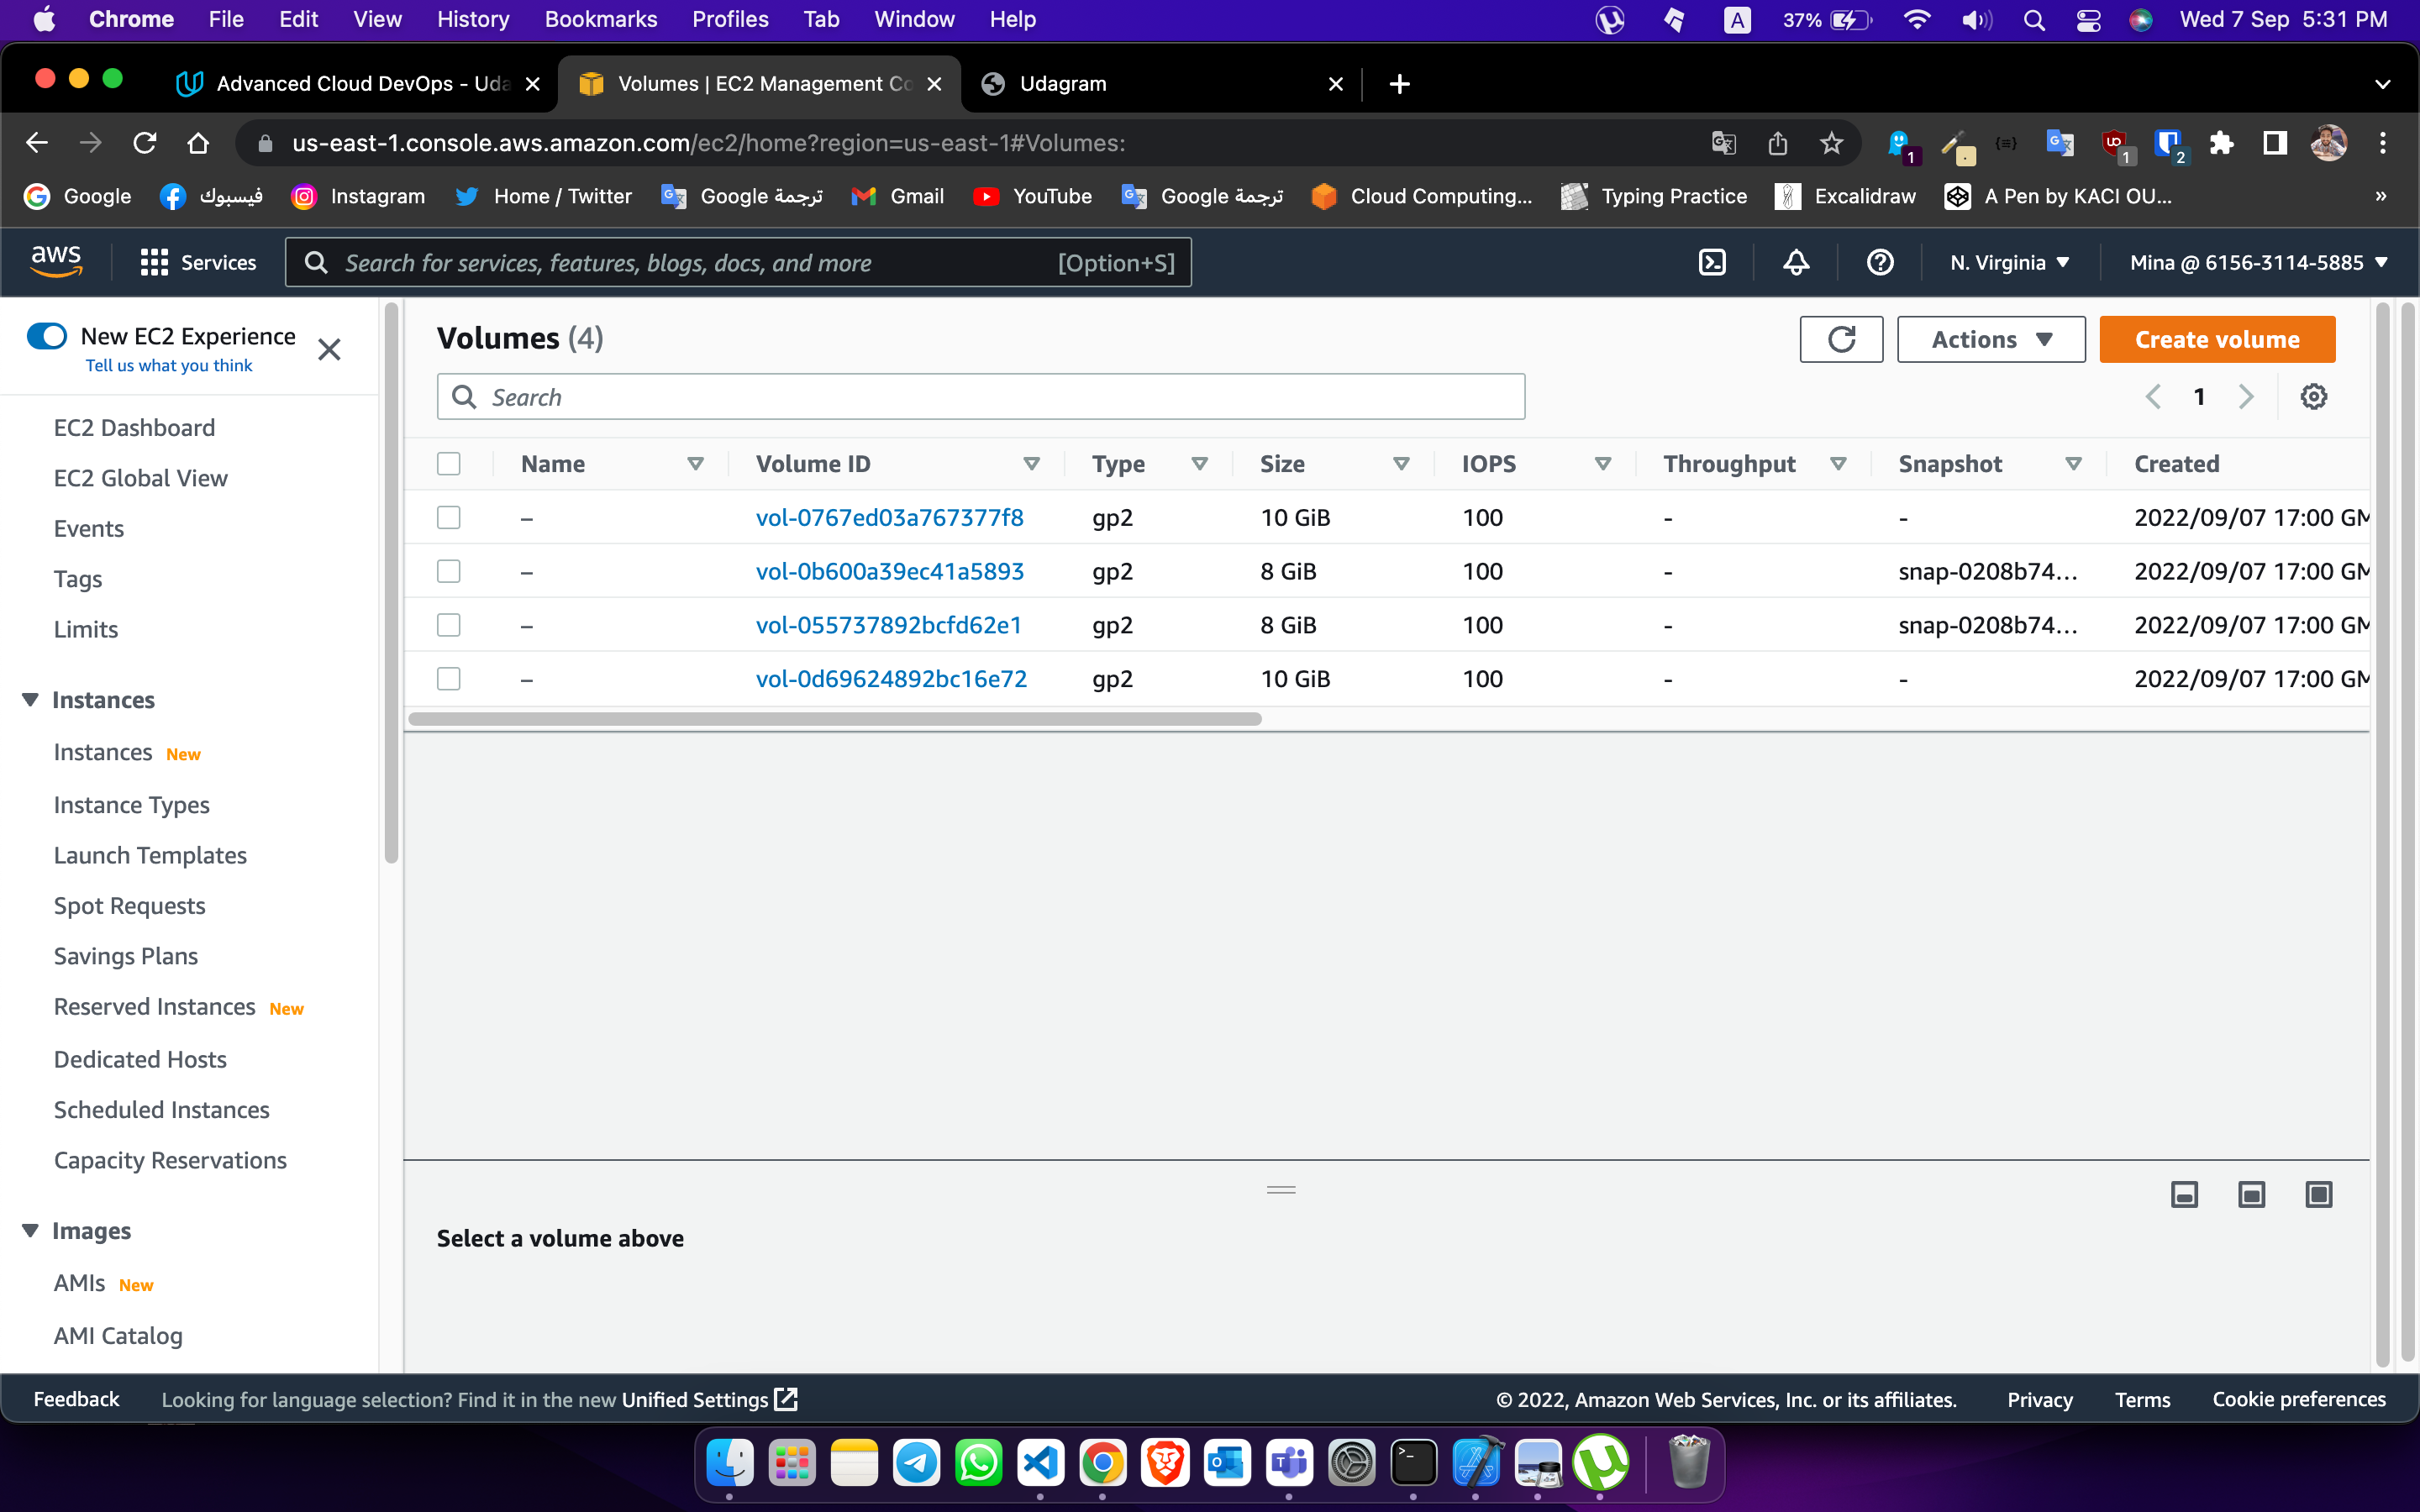 Chrome File Edit View History Bookmarks Profiles Tab Window Help A 37% Wed 7 Sep 5:31 PM
Advanced Cloud DevOps - Uda Volumes | EC2 Management Co Udagram
us-east-1.console.aws.amazon.com/ec2/home?region=us-east-1#Volumes: 1 1 2
Google فيسبوك Instagram Home / Twitter Google ترجمة Gmail YouTube Google ترجمة Cloud Computing... Typing Practice Excalidraw A Pen by KACI OU... »
aws Services Search for services, features, blogs, docs, and more [Option+S] N. Virginia Mina @ 6156-3114-5885
New EC2 Experience
Tell us what you think
EC2 Dashboard
EC2 Global View
Events
Tags
Limits
Instances
Instances New
Instance Types
Launch Templates
Spot Requests
Savings Plans
Reserved Instances New
Dedicated Hosts
Scheduled Instances
Capacity Reservations
Images
AMIs New
AMI Catalog
Volumes (4) Actions Create volume
Search 1
Name Volume ID Type Size IOPS Throughput Snapshot Created
– vol-0767ed03a767377f8 gp2 10 GiB 100 - - 2022/09/07 17:00 GM
– vol-0b600a39ec41a5893 gp2 8 GiB 100 - snap-0208b74... 2022/09/07 17:00 GM
– vol-055737892bcfd62e1 gp2 8 GiB 100 - snap-0208b74... 2022/09/07 17:00 GM
– vol-0d69624892bc16e72 gp2 10 GiB 100 - - 2022/09/07 17:00 GM
Select a volume above
Feedback Looking for language selection? Find it in the new Unified Settings © 2022, Amazon Web Services, Inc. or its affiliates. Privacy Terms Cookie preferences